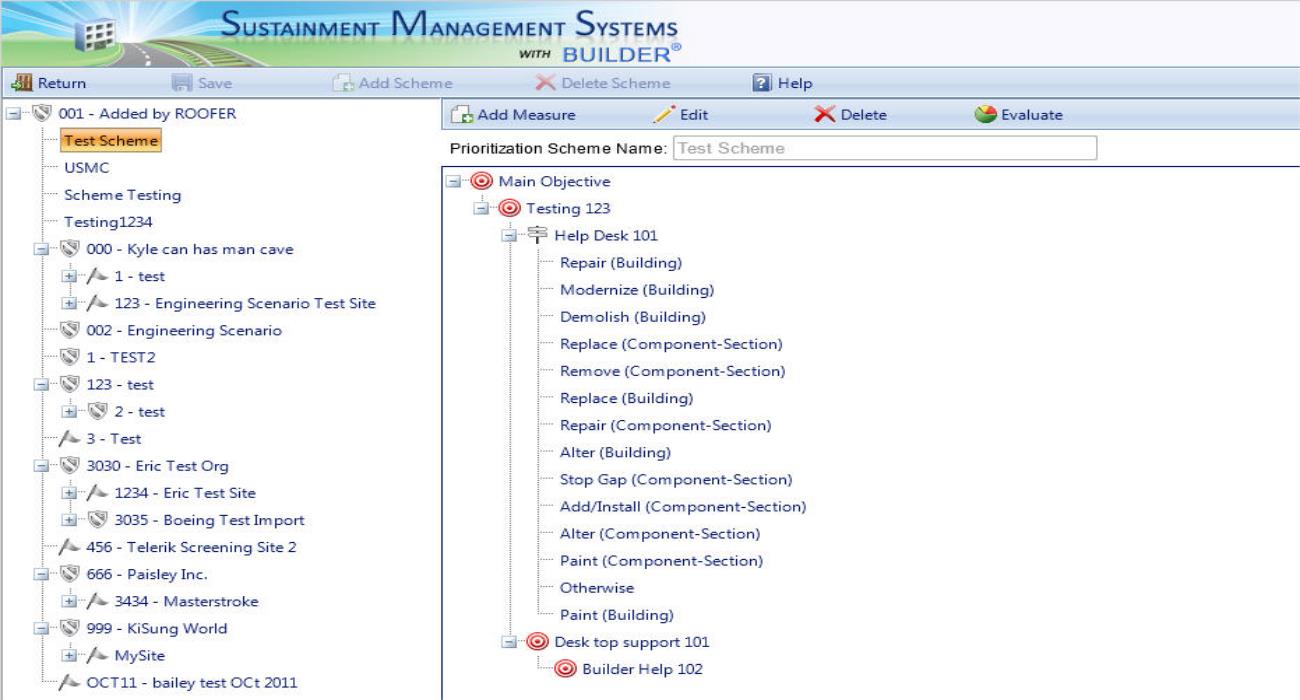 SUSTAINMENT MANAGEMENT SYSTEMS
WITH BUILDER®
Return Save Add Scheme Delete Scheme Help
001 - Added by ROOFER
Test Scheme
USMC
Scheme Testing
Testing1234
000 - Kyle can has man cave
1 - test
123 - Engineering Scenario Test Site
002 - Engineering Scenario
1 - TEST2
123 - test
2 - test
3 - Test
3030 - Eric Test Org
1234 - Eric Test Site
3035 - Boeing Test Import
456 - Telerik Screening Site 2
666 - Paisley Inc.
3434 - Masterstroke
999 - KiSung World
MySite
OCT11 - bailey test OCt 2011
Add Measure Edit Delete Evaluate
Prioritization Scheme Name: Test Scheme
Main Objective
Testing 123
Help Desk 101
Repair (Building)
Modernize (Building)
Demolish (Building)
Replace (Component-Section)
Remove (Component-Section)
Replace (Building)
Repair (Component-Section)
Alter (Building)
Stop Gap (Component-Section)
Add/Install (Component-Section)
Alter (Component-Section)
Paint (Component-Section)
Otherwise
Paint (Building)
Desk top support 101
Builder Help 102